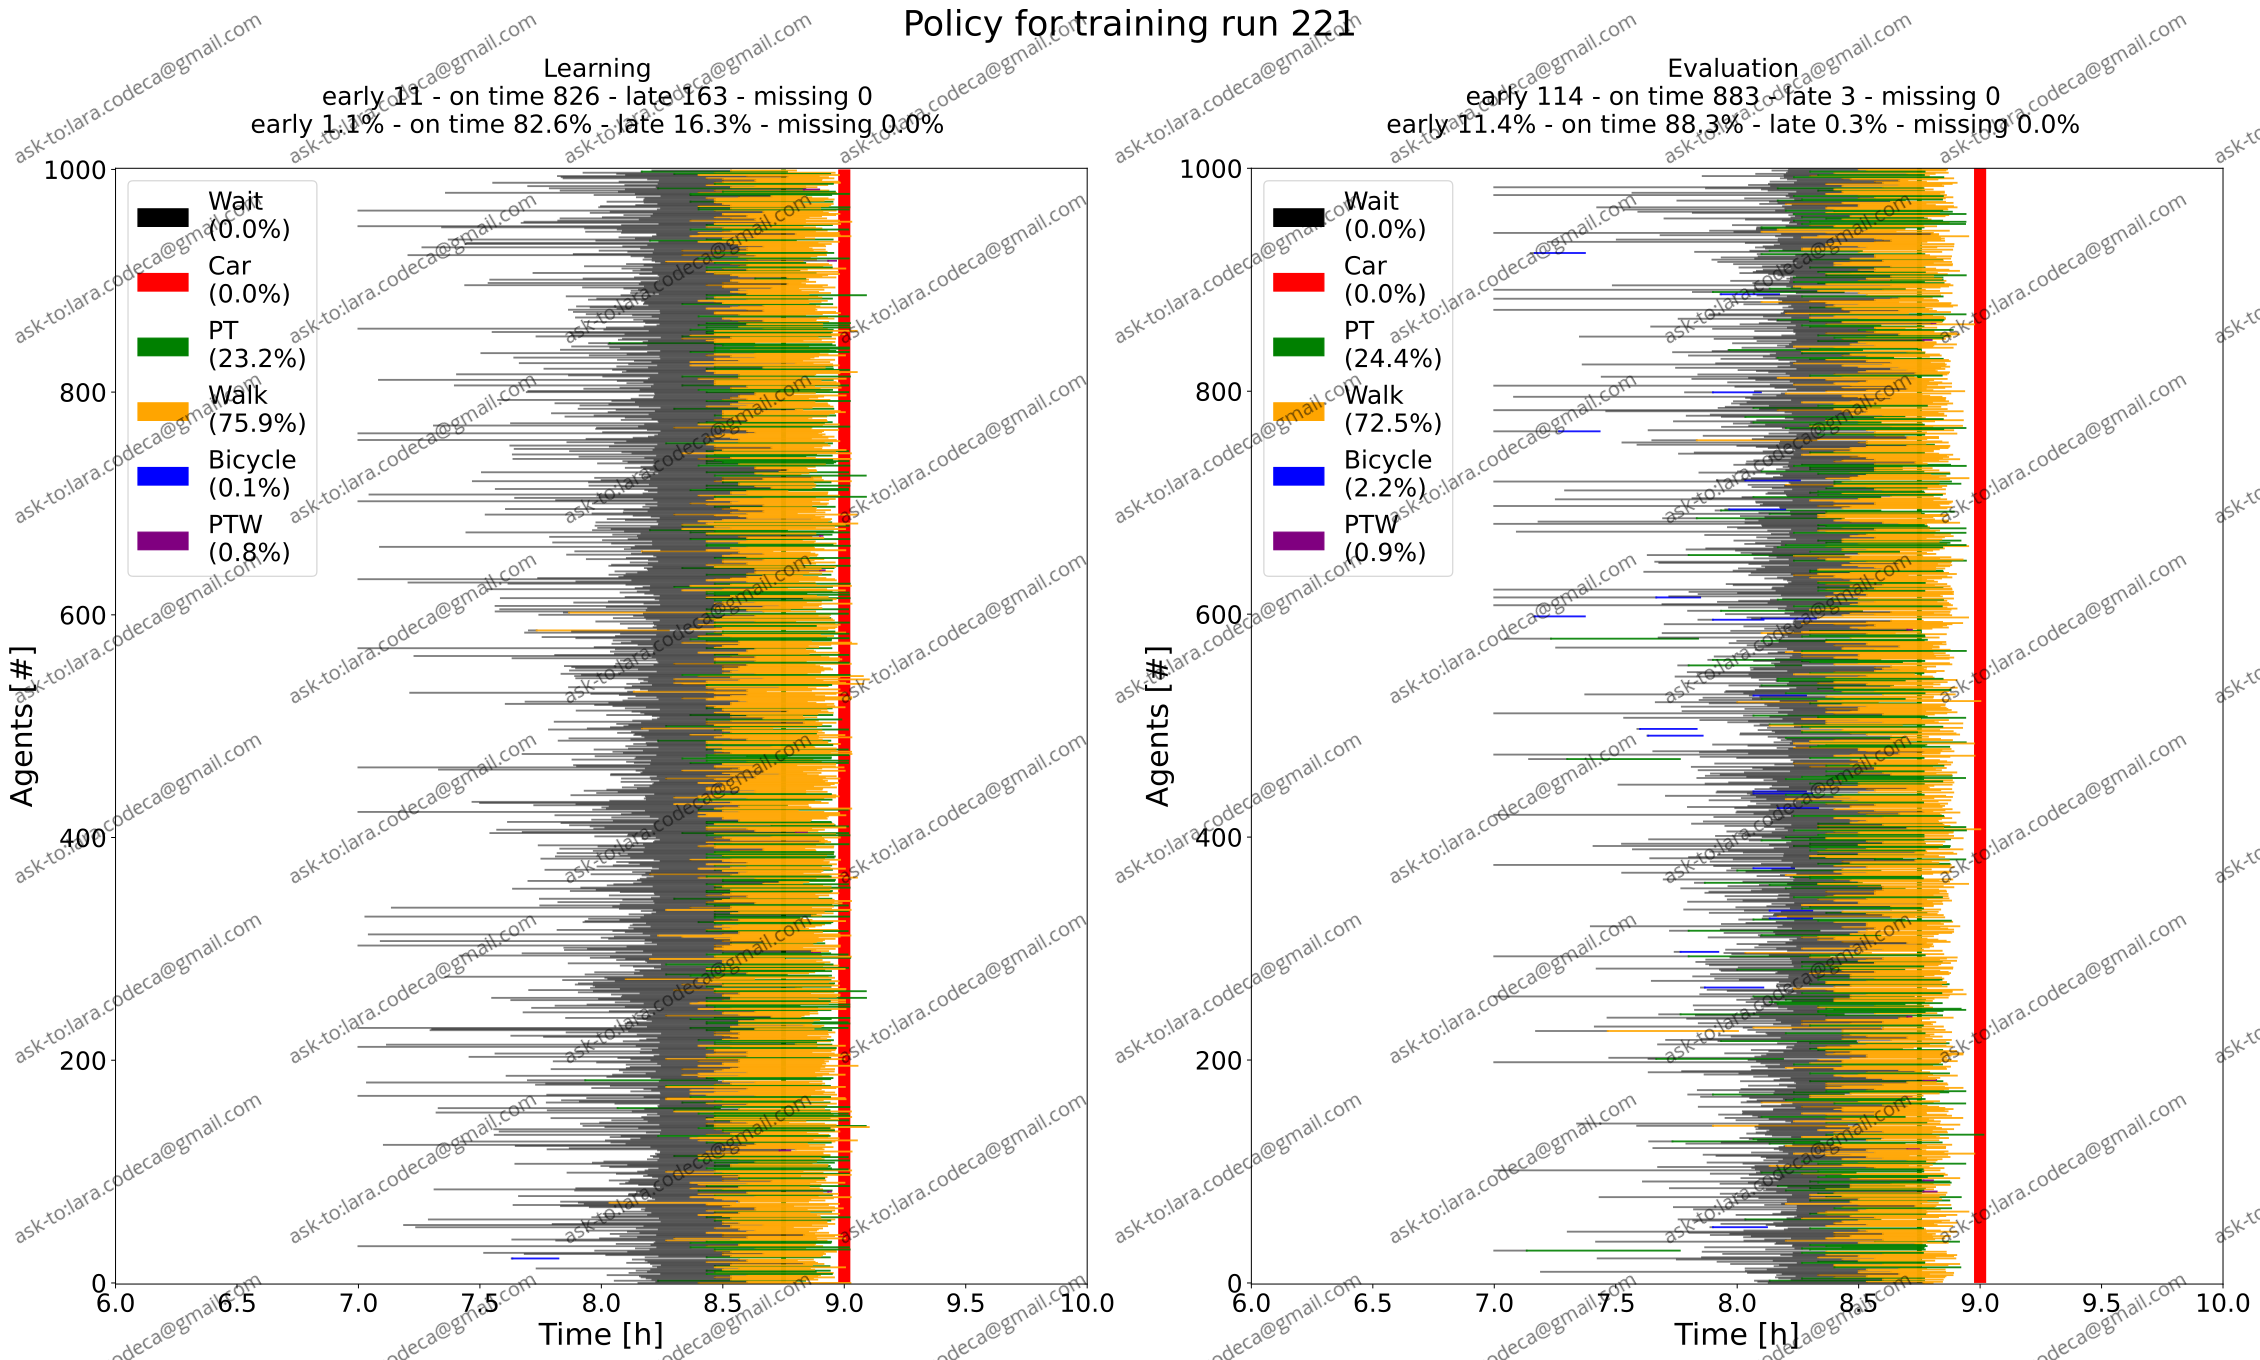 Policy for training run 221
Learning
early 11 - on time 826 - late 163 - missing 0
early 1.1% - on time 82.6% - late 16.3% - missing 0.0%
Agents [#]
1000
800
600
400
200
0
Wait
(0.0%)
Car
(0.0%)
PT
(23.2%)
Walk
(75.9%)
Bicycle
(0.1%)
PTW
(0.8%)
6.0 6.5 7.0 7.5 8.0 8.5 9.0 9.5 10.0
Time [h]
Evaluation
early 114 - on time 883 - late 3 - missing 0
early 11.4% - on time 88.3% - late 0.3% - missing 0.0%
Agents [#]
1000
800
600
400
200
0
Wait
(0.0%)
Car
(0.0%)
PT
(24.4%)
Walk
(72.5%)
Bicycle
(2.2%)
PTW
(0.9%)
6.0 6.5 7.0 7.5 8.0 8.5 9.0 9.5 10.0
Time [h]
ask-to:lara.codeca@gmail.com